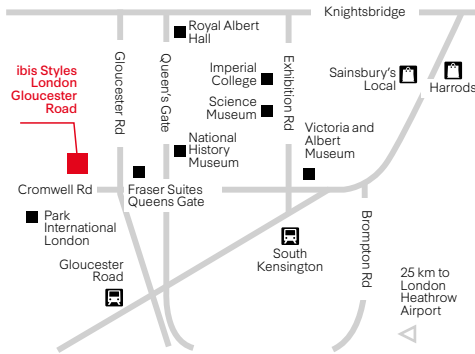 Knightsbridge
Royal Albert
Hall
Gloucester Rd
Queen's Gate
Exhibition Rd
ibis Styles
London
Gloucester
Road
Imperial
College
Science
Museum
Sainsbury's
Local
Harrods
National
History
Museum
Victoria and
Albert
Museum
Cromwell Rd
Fraser Suites
Queens Gate
Park
International
London
Gloucester
Road
South
Kensington
Brompton Rd
25 km to
London
Heathrow
Airport